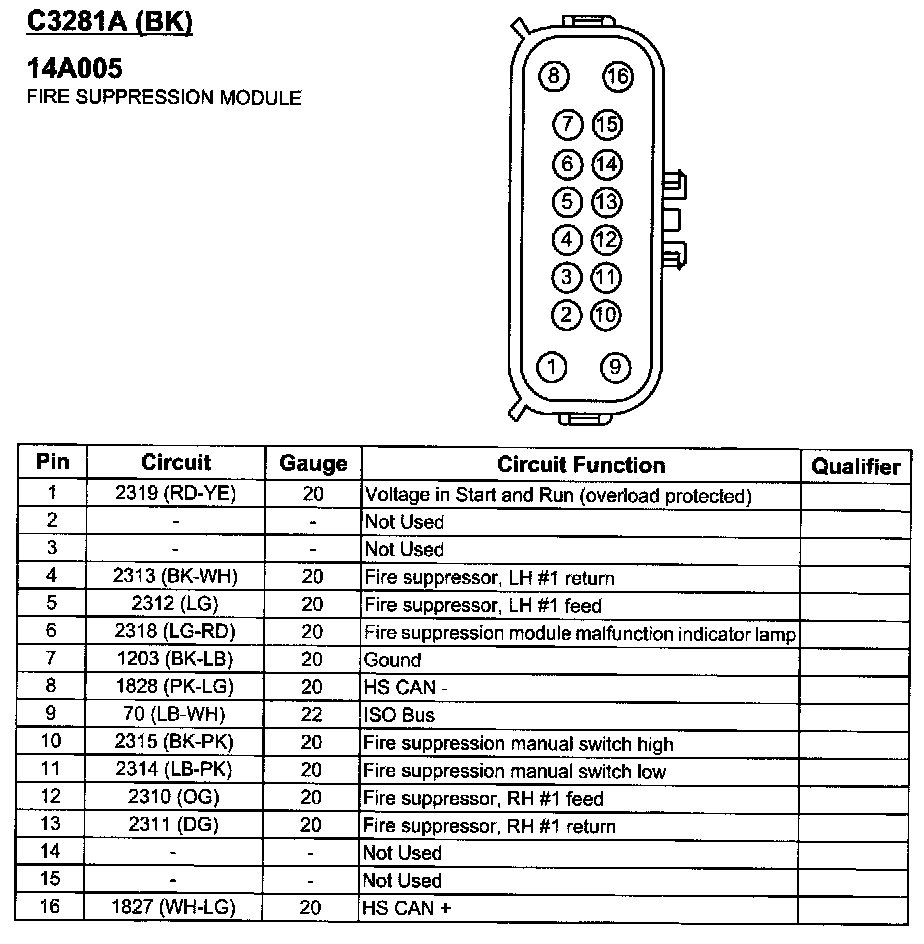 C3281A (BK)
14A005
FIRE SUPPRESSION MODULE
8 16
7 15
6 14
5 13
4 12
3 11
2 10
1 9
Pin Circuit Gauge Circuit Function Qualifier
1 2319 (RD-YE) 20 Voltage in Start and Run (overload protected)
2 - - Not Used
3 - - Not Used
4 2313 (BK-WH) 20 Fire suppressor, LH #1 return
5 2312 (LG) 20 Fire suppressor, LH #1 feed
6 2318 (LG-RD) 20 Fire suppression module malfunction indicator lamp
7 1203 (BK-LB) 20 Gound
8 1828 (PK-LG) 20 HS CAN -
9 70 (LB-WH) 22 ISO Bus
10 2315 (BK-PK) 20 Fire suppression manual switch high
11 2314 (LB-PK) 20 Fire suppression manual switch low
12 2310 (OG) 20 Fire suppressor, RH #1 feed
13 2311 (DG) 20 Fire suppressor, RH #1 return
14 - - Not Used
15 - - Not Used
16 1827 (WH-LG) 20 HS CAN +